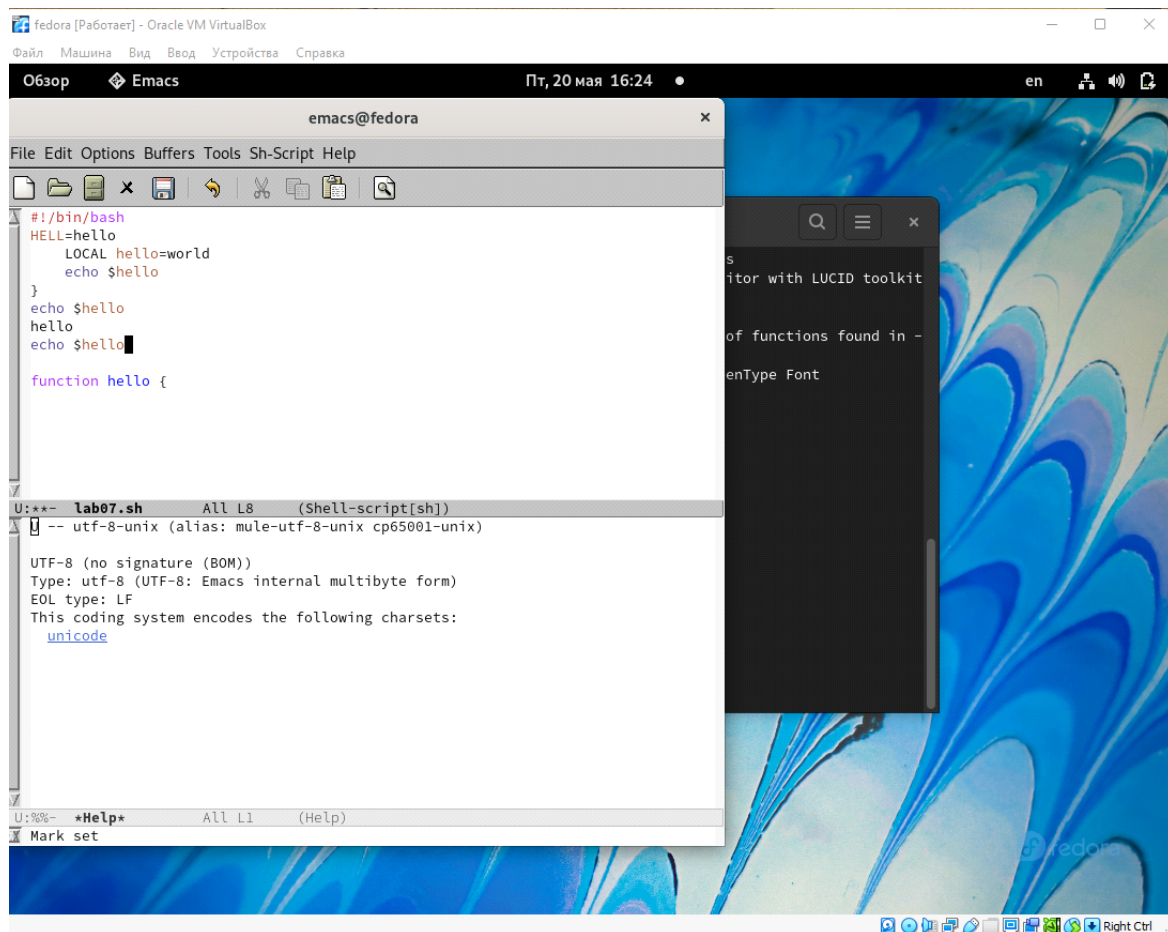 fedora [Работает] - Oracle VM VirtualBox
Файл Машина Вид Ввод Устройства Справка
Обзор Emacs Пт, 20 мая 16:24 en
emacs@fedora
File Edit Options Buffers Tools Sh-Script Help
#!/bin/bash
HELL=hello
LOCAL hello=world
echo $hello
}
echo $hello
hello
echo $hello
function hello {
U:**- lab07.sh All L8 (Shell-script[sh])
U -- utf-8-unix (alias: mule-utf-8-unix cp65001-unix)
UTF-8 (no signature (BOM))
Type: utf-8 (UTF-8: Emacs internal multibyte form)
EOL type: LF
This coding system encodes the following charsets:
unicode
U:%%- *Help* All L1 (Help)
Mark set
s
itor with LUCID toolkit
of functions found in -
enType Font
fedora
Right Ctrl